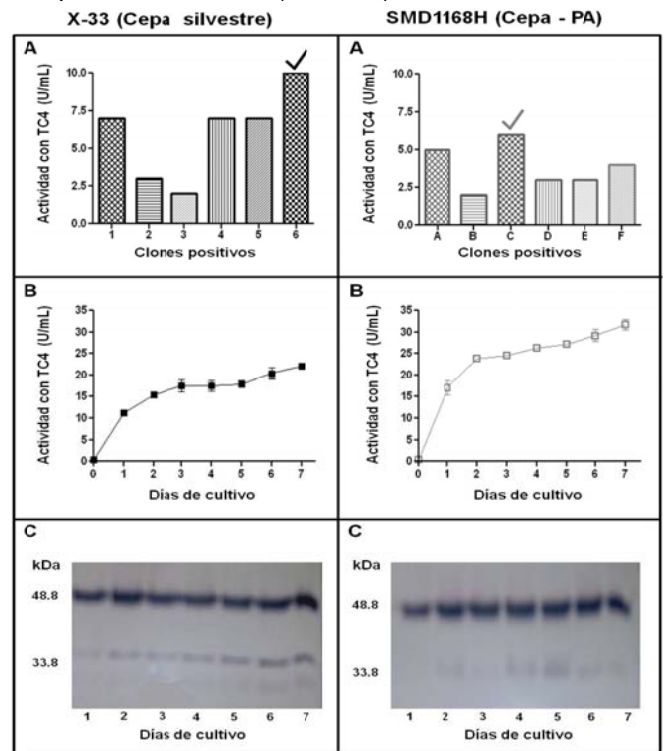 X-33 (Cepa silvestre)
SMD1168H (Cepa - PA)
A
Actividad con TC4 (U/mL)
10.0
7.5
5.0
2.5
0.0
1 2 3 4 5 6
Clones positivos
A
Actividad con TC4 (U/mL)
10.0
7.5
5.0
2.5
0.0
A B C D E F
Clones positivos
B
Actividad con TC4 (U/mL)
35
30
25
20
15
10
5
0
0 1 2 3 4 5 6 7
Días de cultivo
B
Actividad con TC4 (U/mL)
35
30
25
20
15
10
5
0
0 1 2 3 4 5 6 7
Días de cultivo
C
kDa
48.8
33.8
1 2 3 4 5 6 7
Días de cultivo
C
kDa
48.8
33.8
1 2 3 4 5 6 7
Días de cultivo